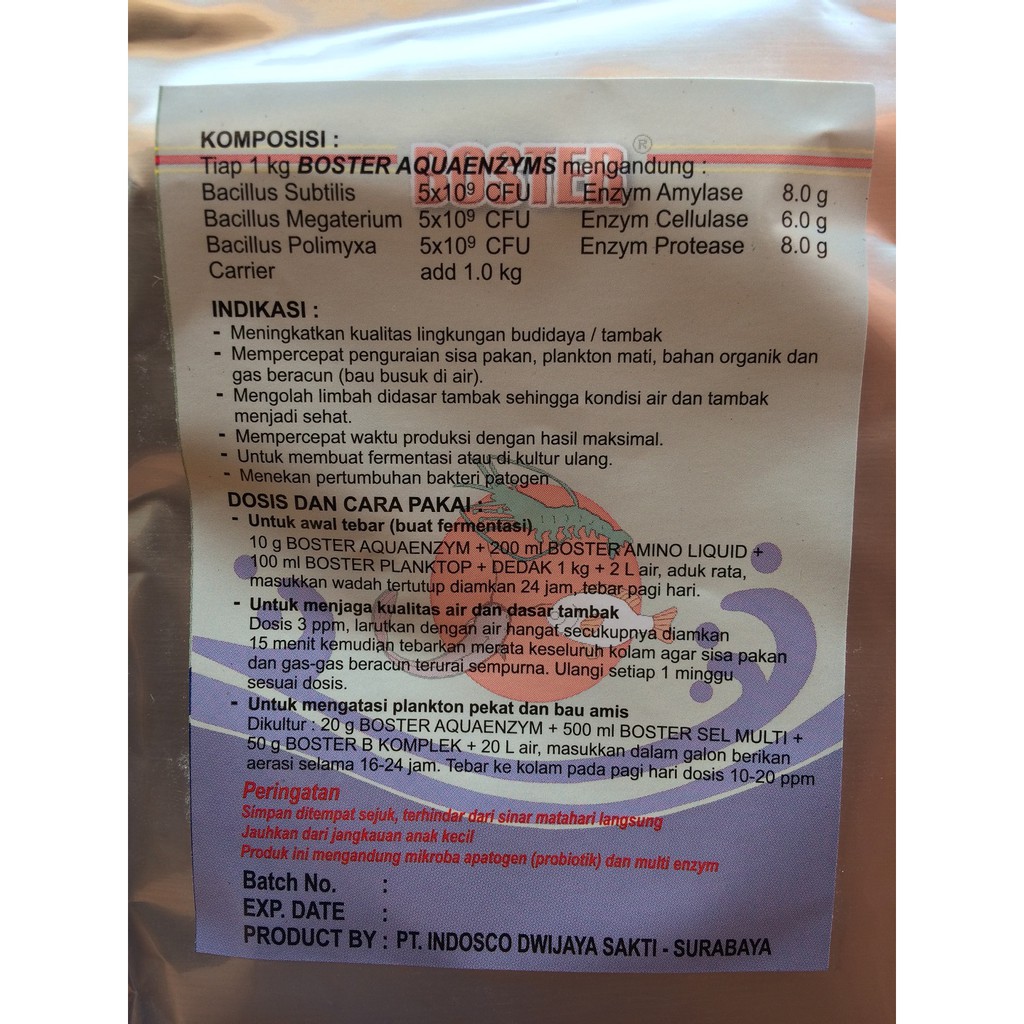 BOSTER ®
KOMPOSISI :
Tiap 1 kg BOSTER AQUAENZYMS mengandung :
Bacillus Subtilis 5x10⁹ CFU Enzym Amylase 8.0 g
Bacillus Megaterium 5x10⁹ CFU Enzym Cellulase 6.0 g
Bacillus Polimyxa 5x10⁹ CFU Enzym Protease 8.0 g
Carrier add 1.0 kg
INDIKASI :
- Meningkatkan kualitas lingkungan budidaya / tambak
- Mempercepat penguraian sisa pakan, plankton mati, bahan organik dan
gas beracun (bau busuk di air).
- Mengolah limbah didasar tambak sehingga kondisi air dan tambak
menjadi sehat.
- Mempercepat waktu produksi dengan hasil maksimal.
- Untuk membuat fermentasi atau di kultur ulang.
- Menekan pertumbuhan bakteri patogen
DOSIS DAN CARA PAKAI :
- Untuk awal tebar (buat fermentasi)
10 g BOSTER AQUAENZYM + 200 ml BOSTER AMINO LIQUID +
100 ml BOSTER PLANKTOP + DEDAK 1 kg + 2 L air, aduk rata,
masukkan wadah tertutup diamkan 24 jam, tebar pagi hari.
- Untuk menjaga kualitas air dan dasar tambak
Dosis 3 ppm, larutkan dengan air hangat secukupnya diamkan
15 menit kemudian tebarkan merata keseluruh kolam agar sisa pakan
dan gas-gas beracun terurai sempurna. Ulangi setiap 1 minggu
sesuai dosis.
- Untuk mengatasi plankton pekat dan bau amis
Dikultur : 20 g BOSTER AQUAENZYM + 500 ml BOSTER SEL MULTI +
50 g BOSTER B KOMPLEK + 20 L air, masukkan dalam galon berikan
aerasi selama 16-24 jam. Tebar ke kolam pada pagi hari dosis 10-20 ppm
Peringatan
Simpan ditempat sejuk, terhindar dari sinar matahari langsung
Jauhkan dari jangkauan anak kecil
Produk ini mengandung mikroba apatogen (probiotik) dan multi enzym
Batch No. :
EXP. DATE :
PRODUCT BY : PT. INDOSCO DWIJAYA SAKTI - SURABAYA